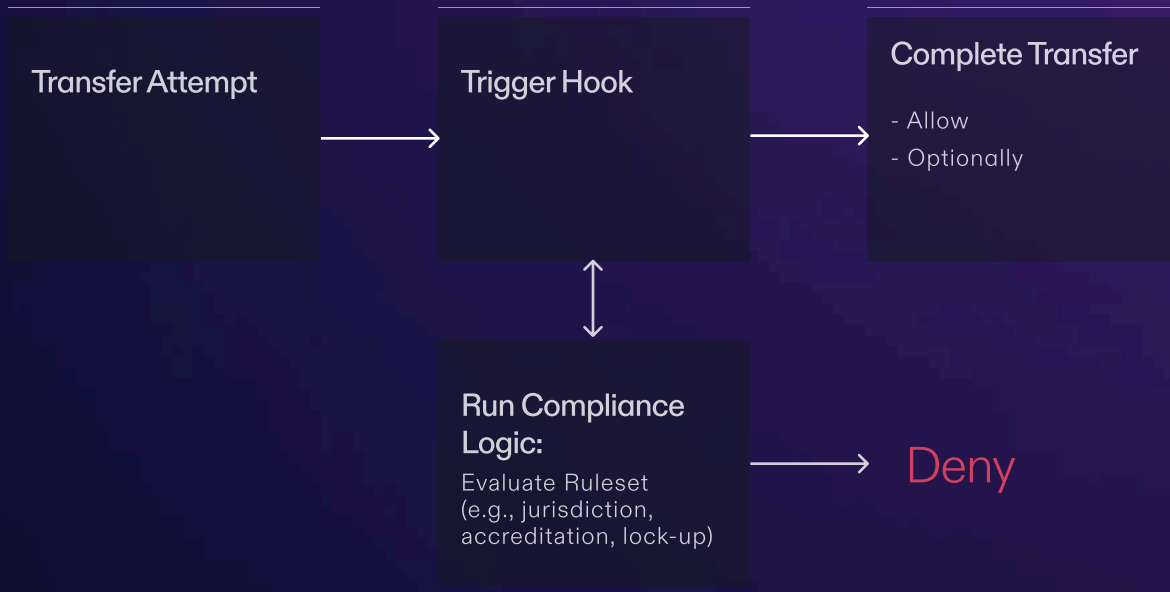 Transfer Attempt
Trigger Hook
Complete Transfer
- Allow
- Optionally
Run Compliance
Logic:
Evaluate Ruleset
(e.g., jurisdiction,
accreditation, lock-up)
Deny